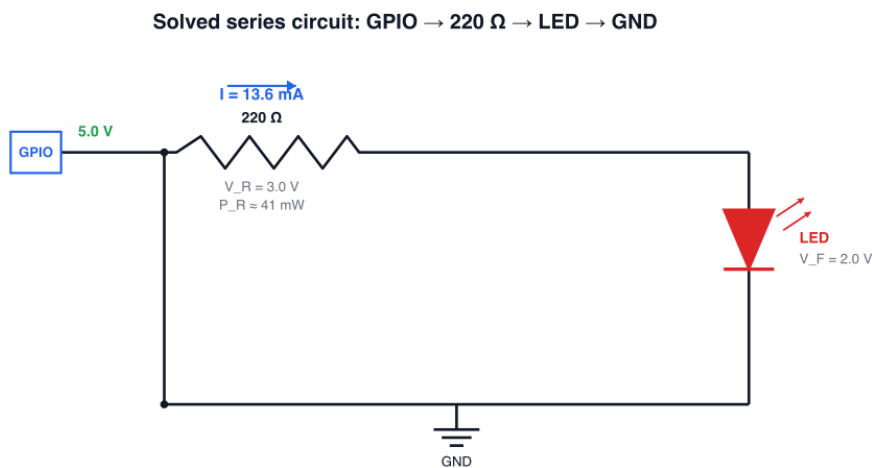 Solved series circuit: GPIO → 220 Ω → LED → GND
I = 13.6 mA
220 Ω
5.0 V
GPIO
V_R = 3.0 V
P_R ≈ 41 mW
LED
V_F = 2.0 V
GND